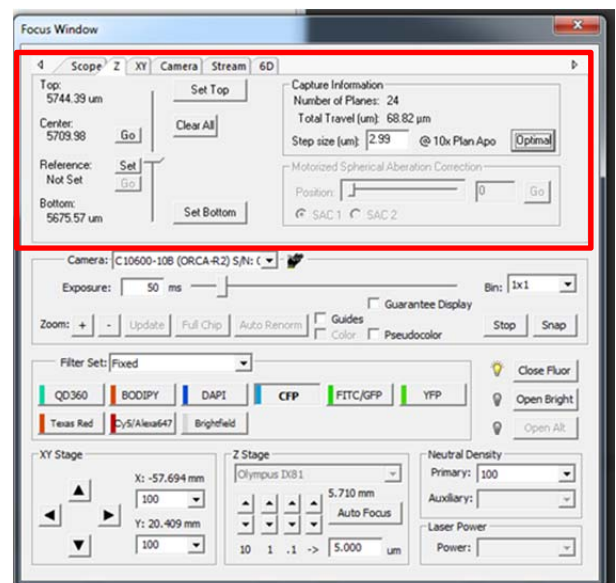 Focus Window
Scope Z XY Camera Stream 6D
Top:
5744.39 um
Set Top
Center:
5709.98
Go
Clear All
Reference:
Not Set
Set
Go
Bottom:
5675.57 um
Set Bottom
Capture Information
Number of Planes: 24
Total Travel (um): 68.82 µm
Step size (um): 2.99 @ 10x Plan Apo Optimal
Motorized Spherical Aberation Correction
Position: 0 Go
SAC 1 SAC 2
Camera: C10600-10B (ORCA-R2) S/N: (
Exposure: 50 ms
Bin: 1x1
Guarantee Display
Zoom: + - Update Full Chip Auto Renorm
Guides
Color Pseudocolor
Stop Snap
Filter Set: Fixed
QD360 BODIPY DAPI CFP FITC/GFP YFP
Texas Red Cy5/Alexa647 Brightfield
Close Fluor
Open Bright
Open Alt
XY Stage
X: -57.694 mm
100
Y: 20.409 mm
100
Z Stage
Olympus IX81
5.710 mm
Auto Focus
10 1 .1 -> 5.000 um
Neutral Density
Primary: 100
Auxiliary:
Laser Power
Power: